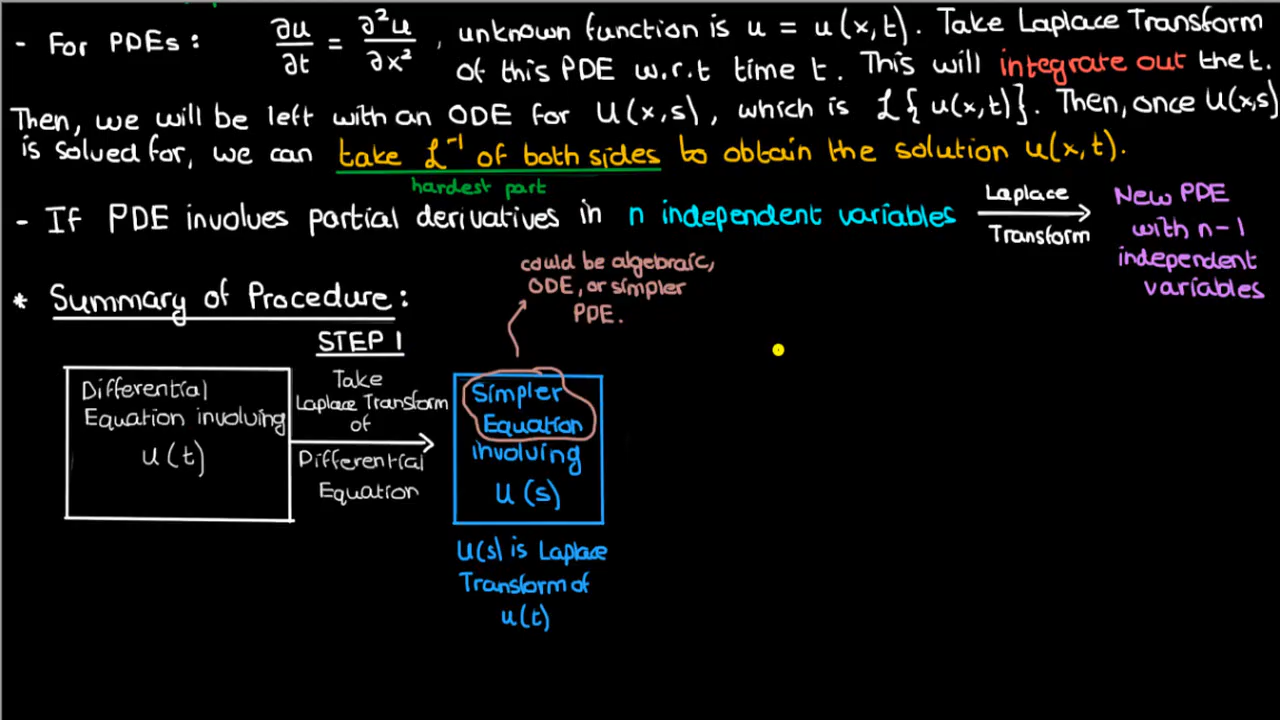 - For PDEs: ∂u/∂t = ∂²u/∂x², unknown function is u = u(x,t). Take Laplace Transform
of this PDE w.r.t time t. This will integrate out the t.
Then, we will be left with an ODE for U(x,s), which is ℒ{u(x,t)}. Then, once U(x,s)
is solved for, we can take ℒ⁻¹ of both sides to obtain the solution u(x,t).
hardest part
- If PDE involves partial derivatives in n independent variables
Laplace
Transform
New PDE
with n-1
independent
variables
* Summary of Procedure:
could be algebraic,
ODE, or simpler
PDE.
STEP 1
Differential
Equation involving
u(t)
Take
Laplace Transform
of
Differential
Equation
Simpler
Equation
involving
U(s)
U(s) is Laplace
Transform of
u(t)